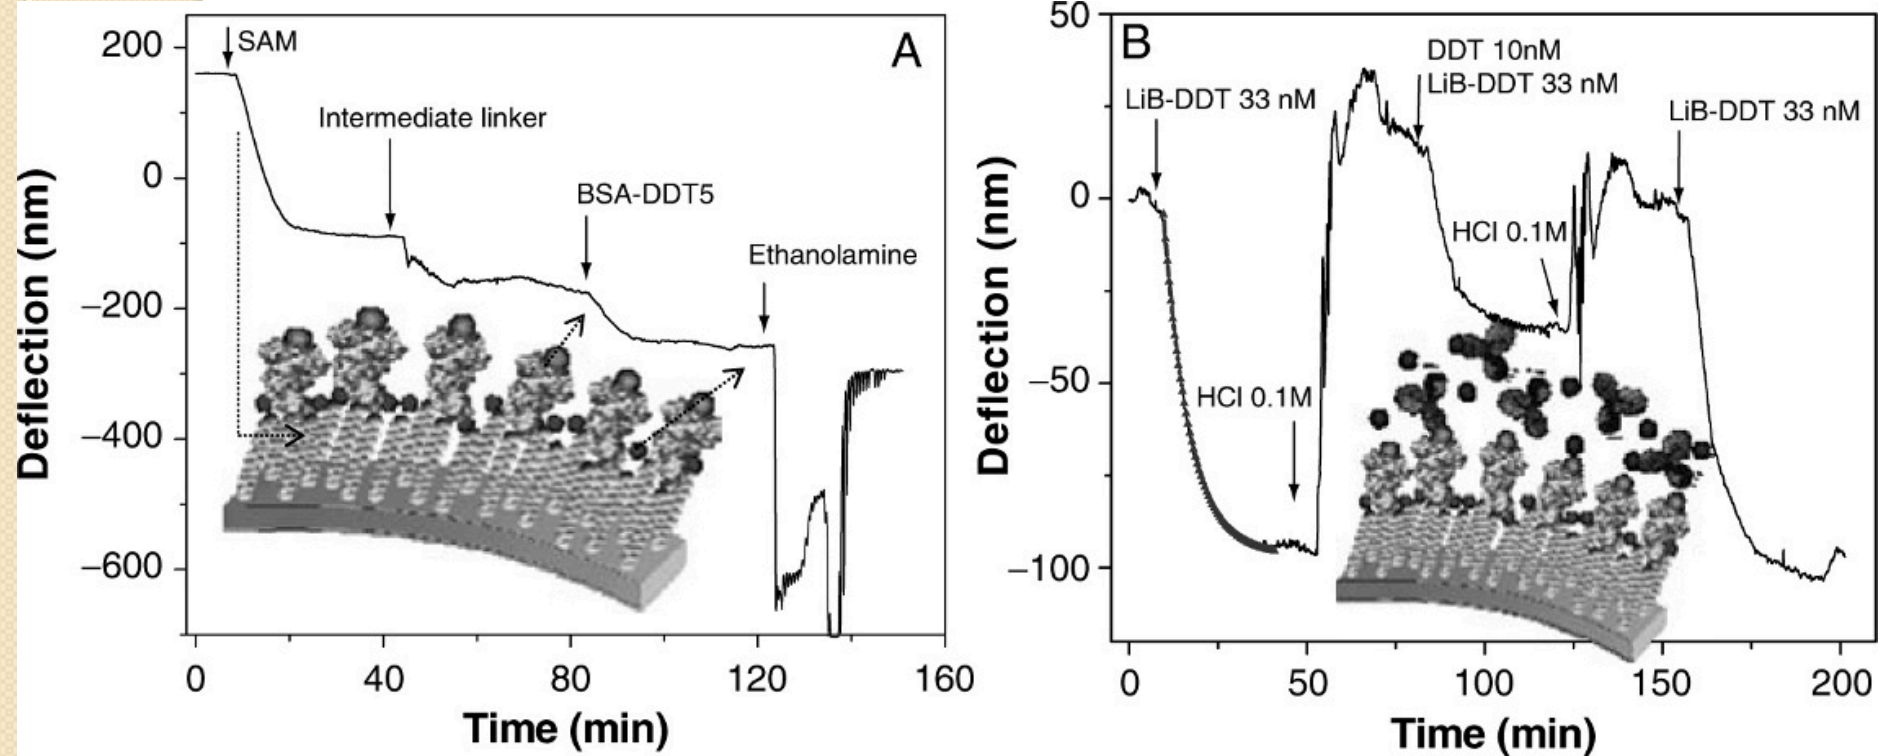 A
SAM
Intermediate linker
BSA-DDT5
Ethanolamine
Deflection (nm)
200
0
−200
−400
−600
0
40
80
120
160
Time (min)
B
LiB-DDT 33 nM
DDT 10nM
LiB-DDT 33 nM
LiB-DDT 33 nM
HCl 0.1M
HCl 0.1M
Deflection (nm)
50
0
−50
−100
0
50
100
150
200
Time (min)